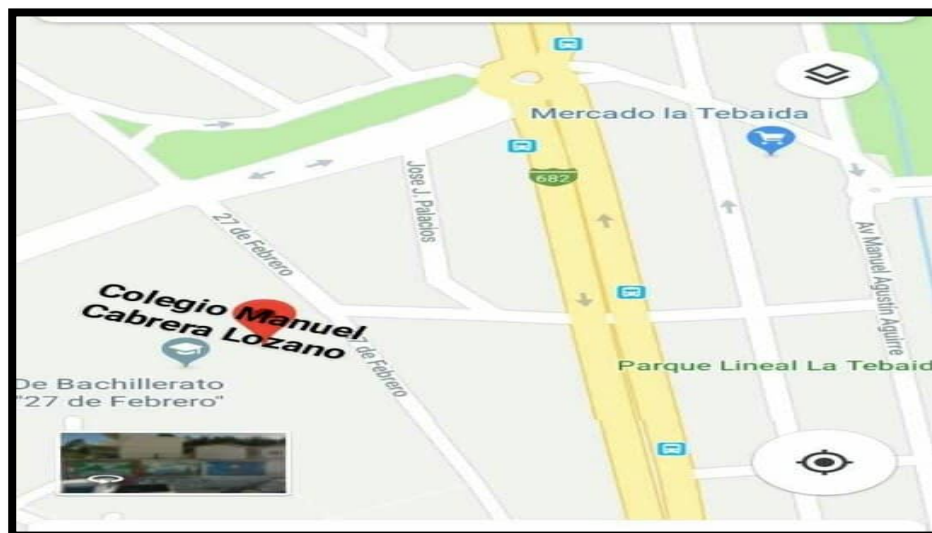 Mercado la Tebaida
682
Jose J. Palacios
27 de Febrero
Av Manuel Agustín Aguirre
Colegio Manuel
Cabrera Lozano
27 de Febrero
Parque Lineal La Tebaid
De Bachillerato
"27 de Febrero"